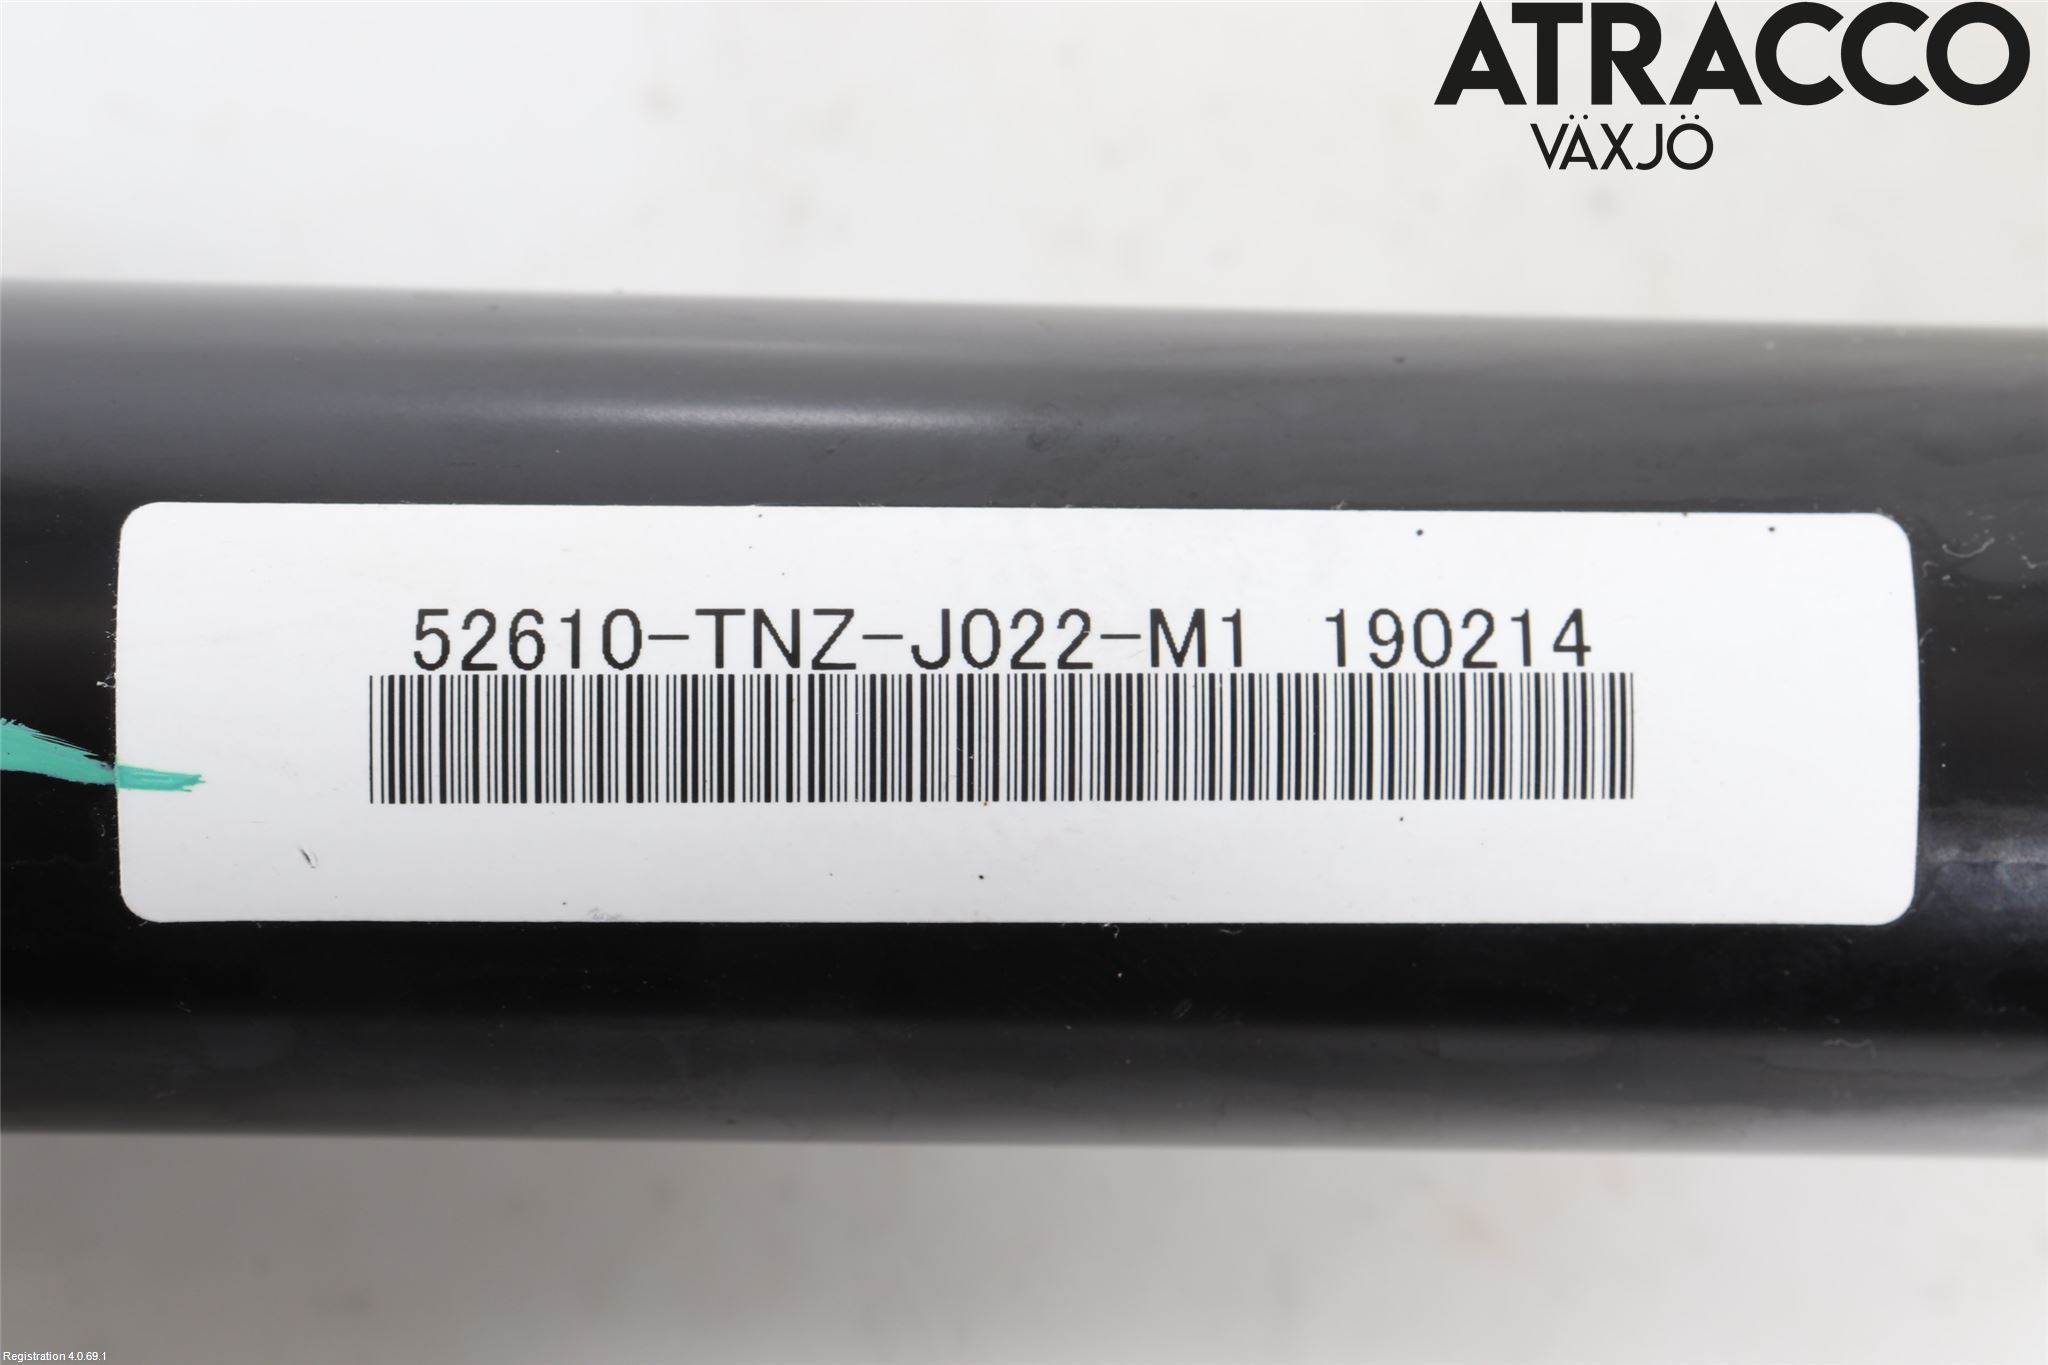 ATRACCO
VÄXJÖ
52610-TNZ-J022-M1 190214
Registration 4.0.69.1